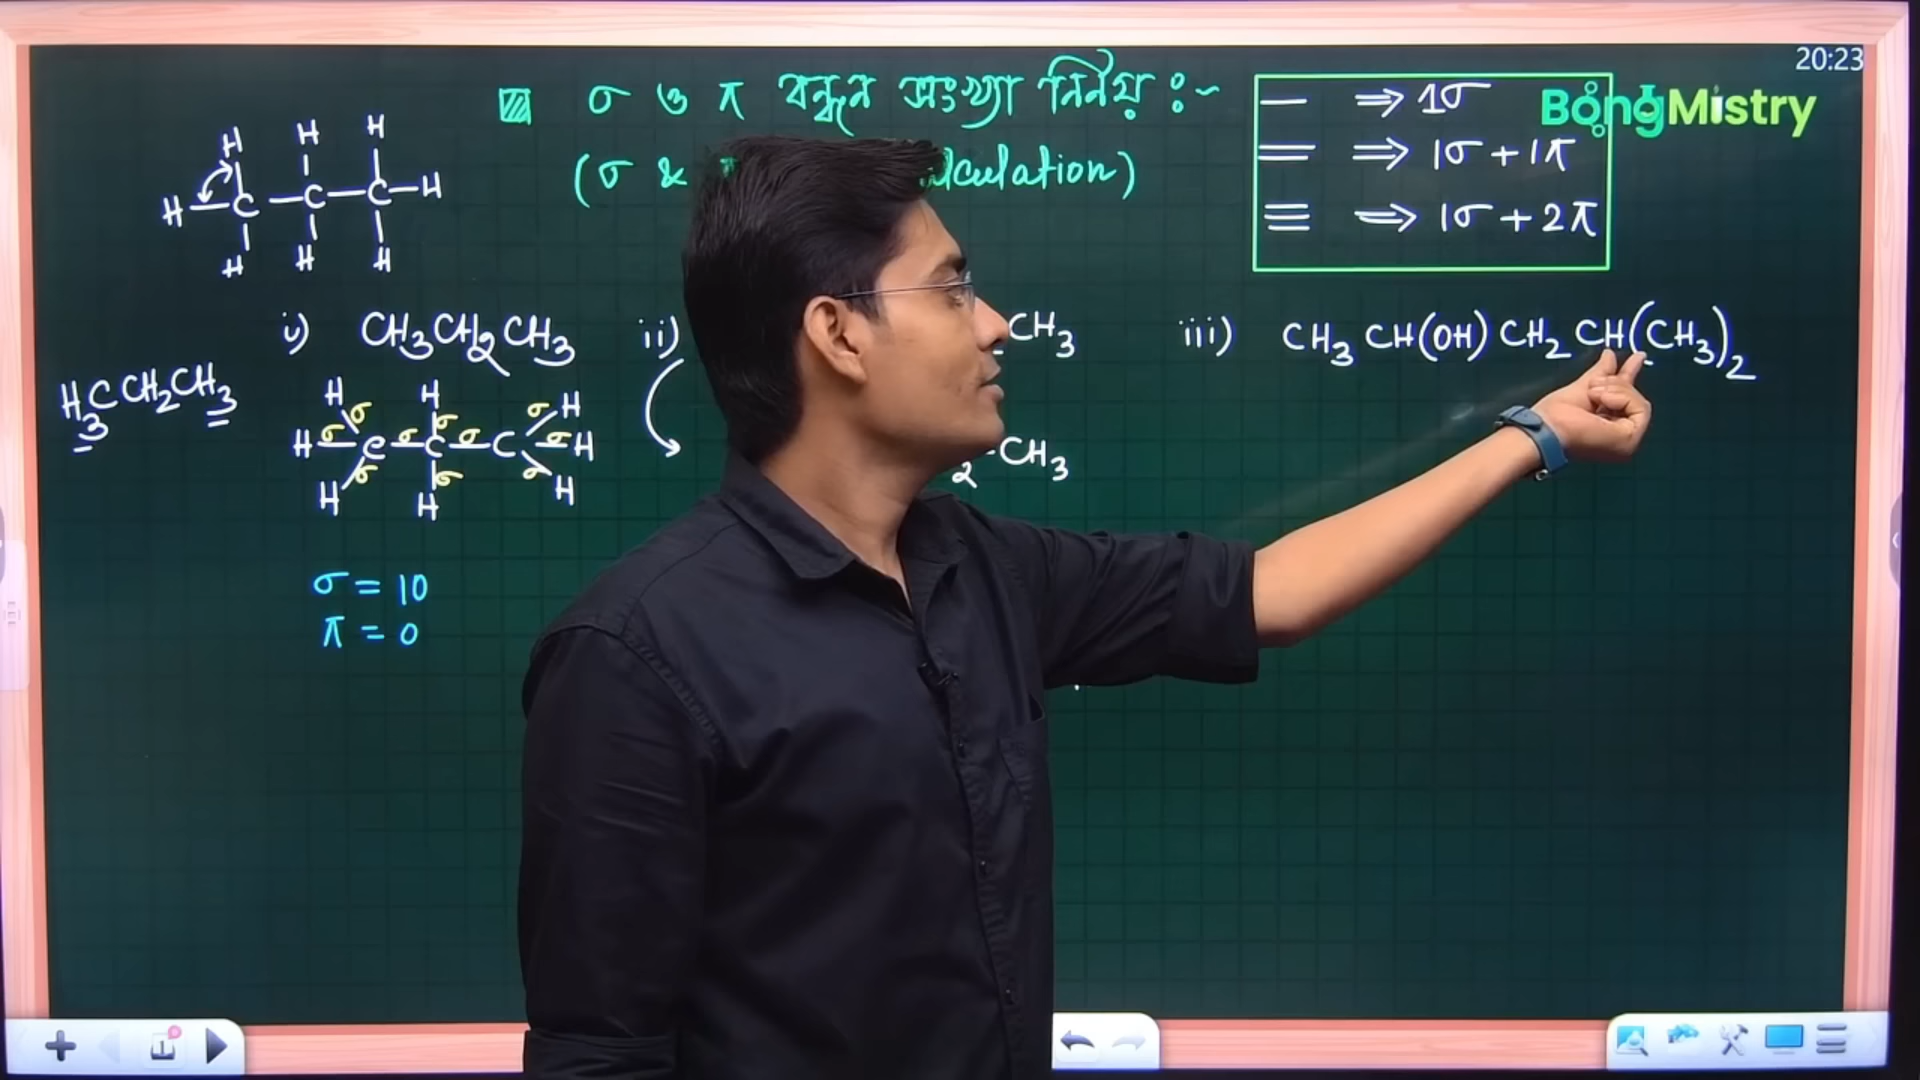 20:23
BongMistry
σ ও π বন্ধন সংখ্যা নির্ণয় :~
(σ & lculation)
— ⇒ 1σ
= ⇒ 1σ + 1π
≡ ⇒ 1σ + 2π
H H H
H — C — C — C — H
H H H
i) CH3CH2CH3
ii) CH3
iii) CH3 CH(OH) CH2 CH(CH3)2
H3CCH2CH3
H σ H σ σ H
H σ C σ C σ C σ H
H σ H σ σ H
2-CH3
σ = 10
π = 0